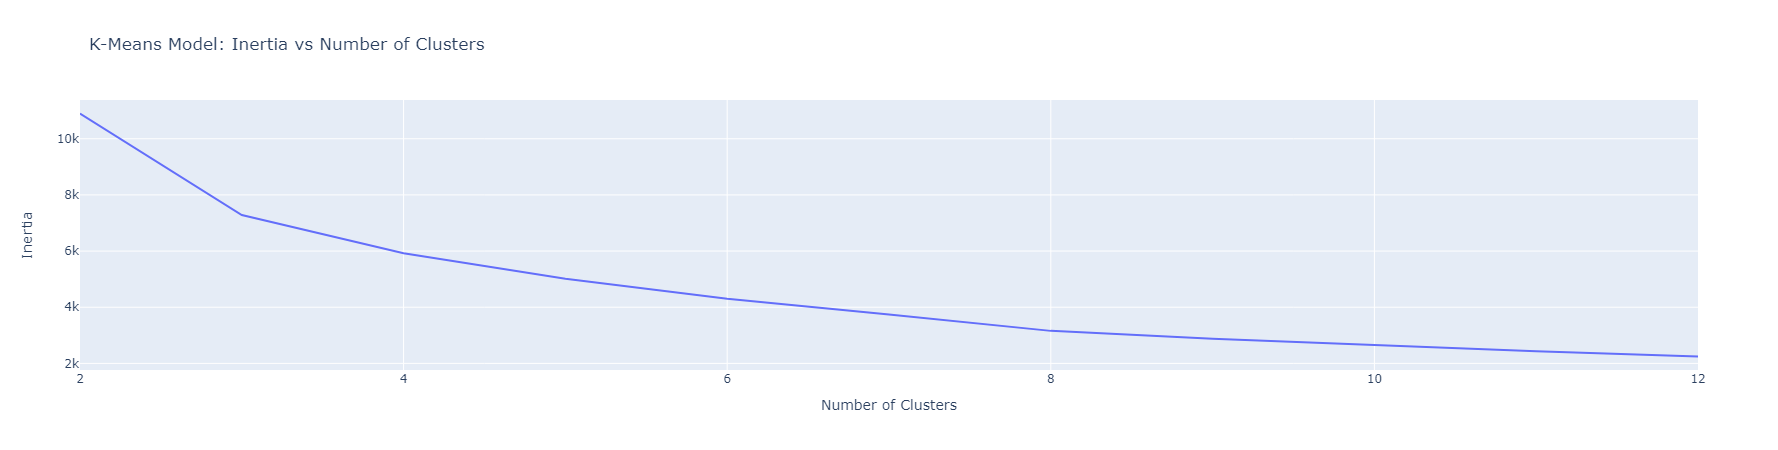 K-Means Model: Inertia vs Number of Clusters
10k
8k
6k
4k
2k
Inertia
2 4 6 8 10 12
Number of Clusters